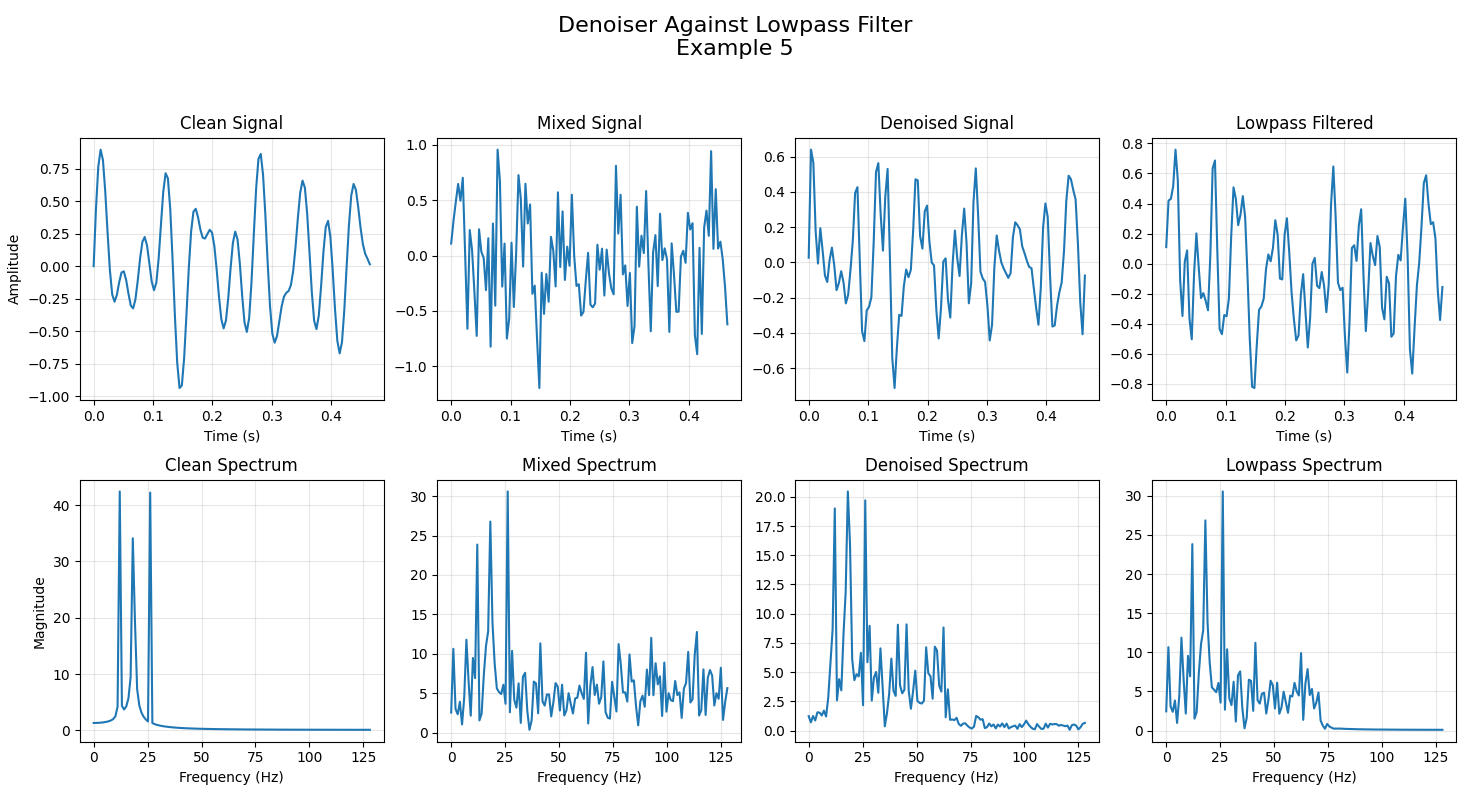 Denoiser Against Lowpass Filter
Example 5
Clean Signal
Amplitude
0.75
0.50
0.25
0.00
−0.25
−0.50
−0.75
−1.00
0.0 0.1 0.2 0.3 0.4
Time (s)
Mixed Signal
1.0
0.5
0.0
−0.5
−1.0
0.0 0.1 0.2 0.3 0.4
Time (s)
Denoised Signal
0.6
0.4
0.2
0.0
−0.2
−0.4
−0.6
0.0 0.1 0.2 0.3 0.4
Time (s)
Lowpass Filtered
0.8
0.6
0.4
0.2
0.0
−0.2
−0.4
−0.6
−0.8
0.0 0.1 0.2 0.3 0.4
Time (s)
Clean Spectrum
Magnitude
40
30
20
10
0
0 25 50 75 100 125
Frequency (Hz)
Mixed Spectrum
30
25
20
15
10
5
0
0 25 50 75 100 125
Frequency (Hz)
Denoised Spectrum
20.0
17.5
15.0
12.5
10.0
7.5
5.0
2.5
0.0
0 25 50 75 100 125
Frequency (Hz)
Lowpass Spectrum
30
25
20
15
10
5
0
0 25 50 75 100 125
Frequency (Hz)